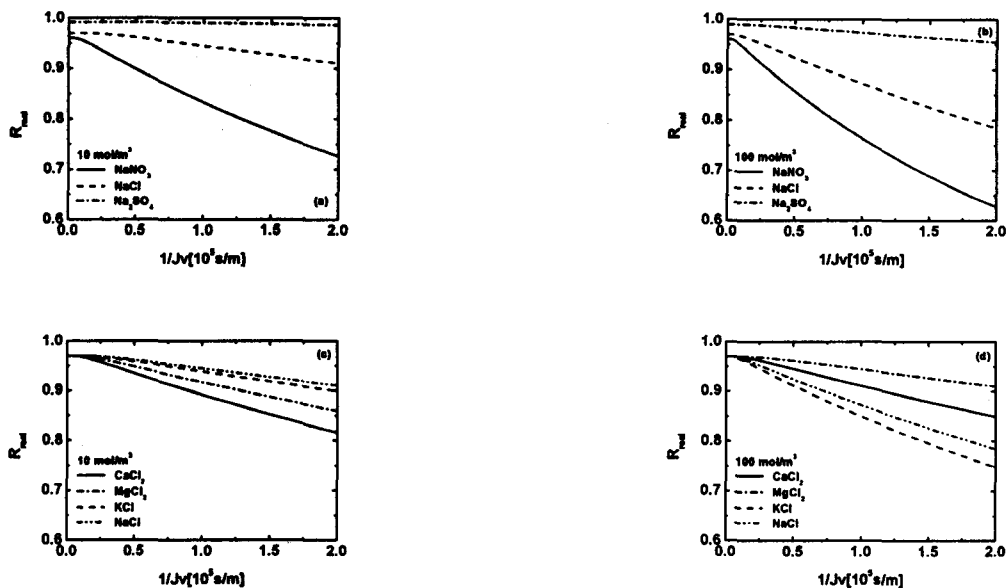 1.0
0.9
0.8
0.7
0.6
10 mol/m³
NaNO₃
NaCl
Na₂SO₄
(a)
0.0 0.5 1.0 1.5 2.0
1/Jv[10⁵s/m]
1.0
0.9
0.8
0.7
0.6
(b)
100 mol/m³
NaNO₃
NaCl
Na₂SO₄
0.0 0.5 1.0 1.5 2.0
1/Jv[10⁵s/m]
1.0
0.9
0.8
0.7
0.6
(c)
10 mol/m³
CaCl₂
MgCl₂
KCl
NaCl
0.0 0.5 1.0 1.5 2.0
1/Jv[10⁵s/m]
1.0
0.9
0.8
0.7
0.6
(d)
100 mol/m³
CaCl₂
MgCl₂
KCl
NaCl
0.0 0.5 1.0 1.5 2.0
1/Jv[10⁵s/m]